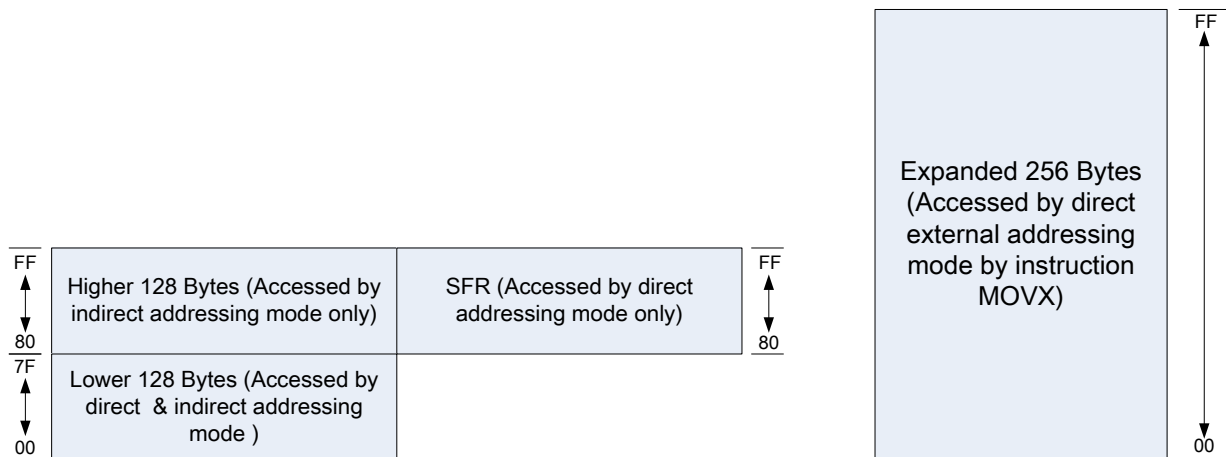 FF
80
7F
00
Higher 128 Bytes (Accessed by
indirect addressing mode only)
SFR (Accessed by direct
addressing mode only)
FF
80
Lower 128 Bytes (Accessed by
direct & indirect addressing
mode )
Expanded 256 Bytes
(Accessed by direct
external addressing
mode by instruction
MOVX)
FF
00